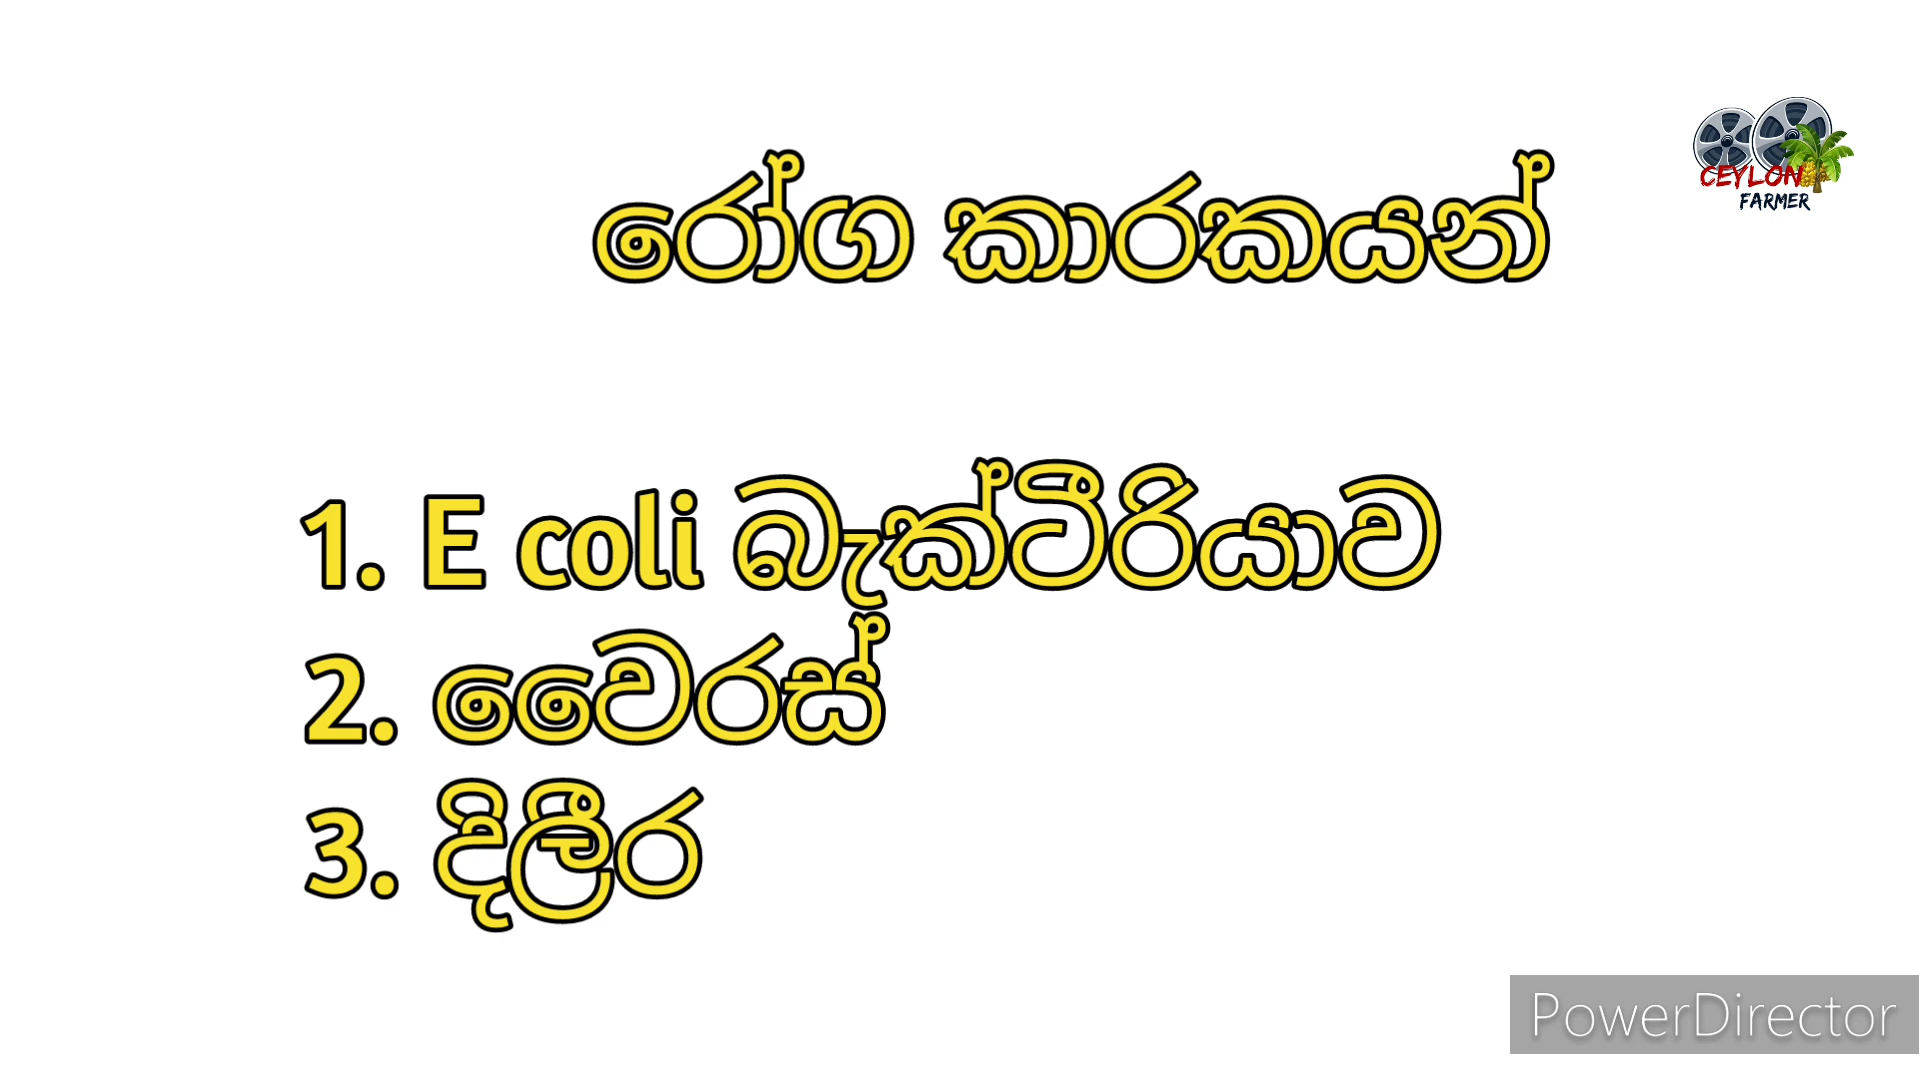 රෝග කාරකයන්
CEYLON
FARMER
1. E coli බැක්ටීරියාව
2. වෛරස්
3. දිලීර
PowerDirector